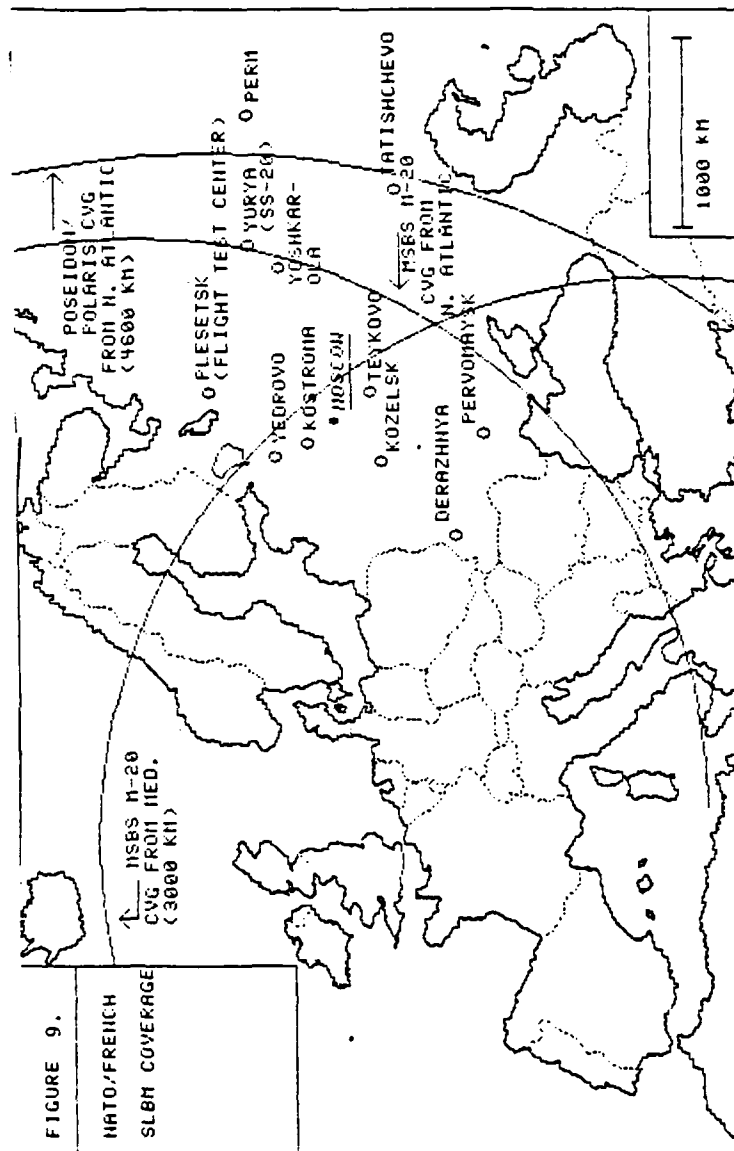 FIGURE 9.
NATO/FRENCH
SLBM COVERAGE
MSBS M-20
CVG FROM MED.
(3000 KM)
POSEIDON/
POLARIS CVG
FROM N. ATLANTIC
(4600 KM)
PLESETSK
(FLIGHT TEST CENTER)
PERM
YURYA
(SS-20)
YOSHKAR-
OLA
YEDROVO
KOSTROMA
MOSCOW
TEYKOVO
KOZELSK
TATISHCHEVO
MSBS M-20
CVG FROM
N. ATLANTIC
DERAZHNYA
PERVOMAYSK
1000 KM